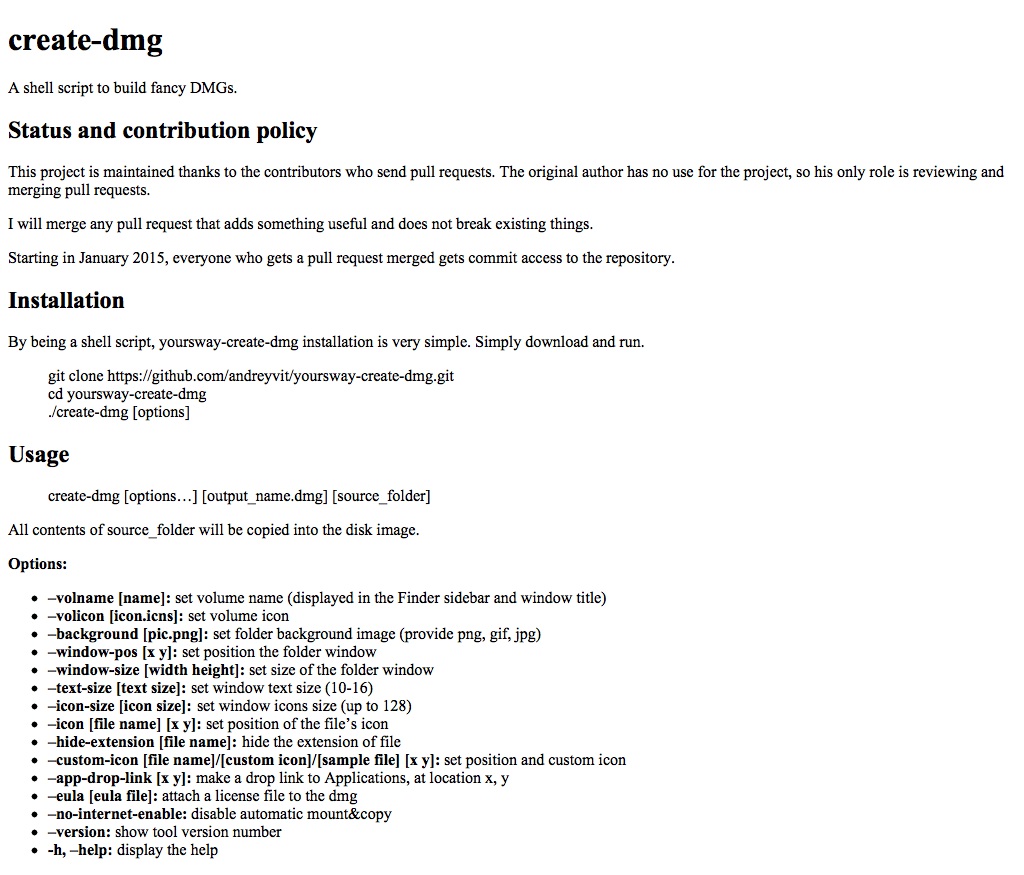 create-dmg
A shell script to build fancy DMGs.
Status and contribution policy
This project is maintained thanks to the contributors who send pull requests. The original author has no use for the project, so his only role is reviewing and
merging pull requests.
I will merge any pull request that adds something useful and does not break existing things.
Starting in January 2015, everyone who gets a pull request merged gets commit access to the repository.
Installation
By being a shell script, yoursway-create-dmg installation is very simple. Simply download and run.
git clone https://github.com/andreyvit/yoursway-create-dmg.git
cd yoursway-create-dmg
./create-dmg [options]
Usage
create-dmg [options…] [output_name.dmg] [source_folder]
All contents of source_folder will be copied into the disk image.
Options:
• –volname [name]: set volume name (displayed in the Finder sidebar and window title)
• –volicon [icon.icns]: set volume icon
• –background [pic.png]: set folder background image (provide png, gif, jpg)
• –window-pos [x y]: set position the folder window
• –window-size [width height]: set size of the folder window
• –text-size [text size]: set window text size (10-16)
• –icon-size [icon size]: set window icons size (up to 128)
• –icon [file name] [x y]: set position of the file’s icon
• –hide-extension [file name]: hide the extension of file
• –custom-icon [file name]/[custom icon]/[sample file] [x y]: set position and custom icon
• –app-drop-link [x y]: make a drop link to Applications, at location x, y
• –eula [eula file]: attach a license file to the dmg
• –no-internet-enable: disable automatic mount&copy
• –version: show tool version number
• -h, –help: display the help